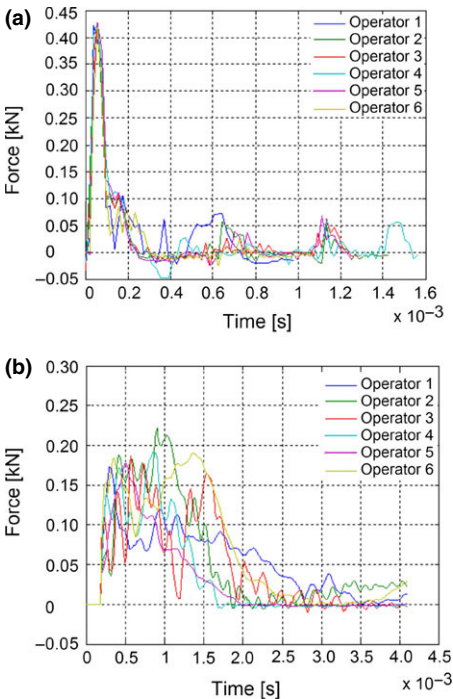 (a)
0.45
0.40
0.35
0.30
0.25
0.20
0.15
0.10
0.05
0
−0.05
Force [kN]
Operator 1
Operator 2
Operator 3
Operator 4
Operator 5
Operator 6
0 0.2 0.4 0.6 0.8 1.0 1.2 1.4 1.6
Time [s]
x 10⁻³
(b)
0.30
0.25
0.20
0.15
0.10
0.05
0
−0.05
Force [kN]
Operator 1
Operator 2
Operator 3
Operator 4
Operator 5
Operator 6
0 0.5 1.0 1.5 2.0 2.5 3.0 3.5 4.0 4.5
Time [s]
x 10⁻³